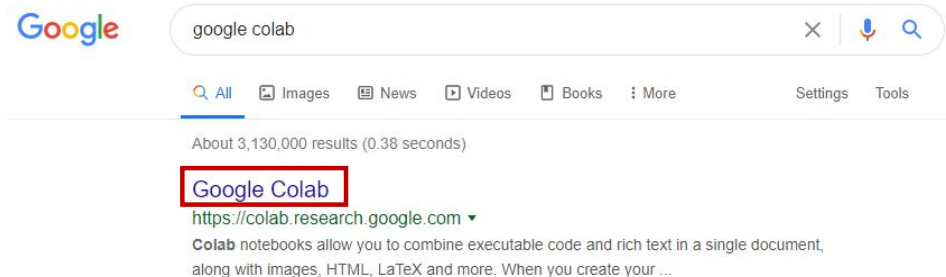 Google
google colab
All Images News Videos Books More Settings Tools
About 3,130,000 results (0.38 seconds)
Google Colab
https://colab.research.google.com
Colab notebooks allow you to combine executable code and rich text in a single document,
along with images, HTML, LaTeX and more. When you create your ...